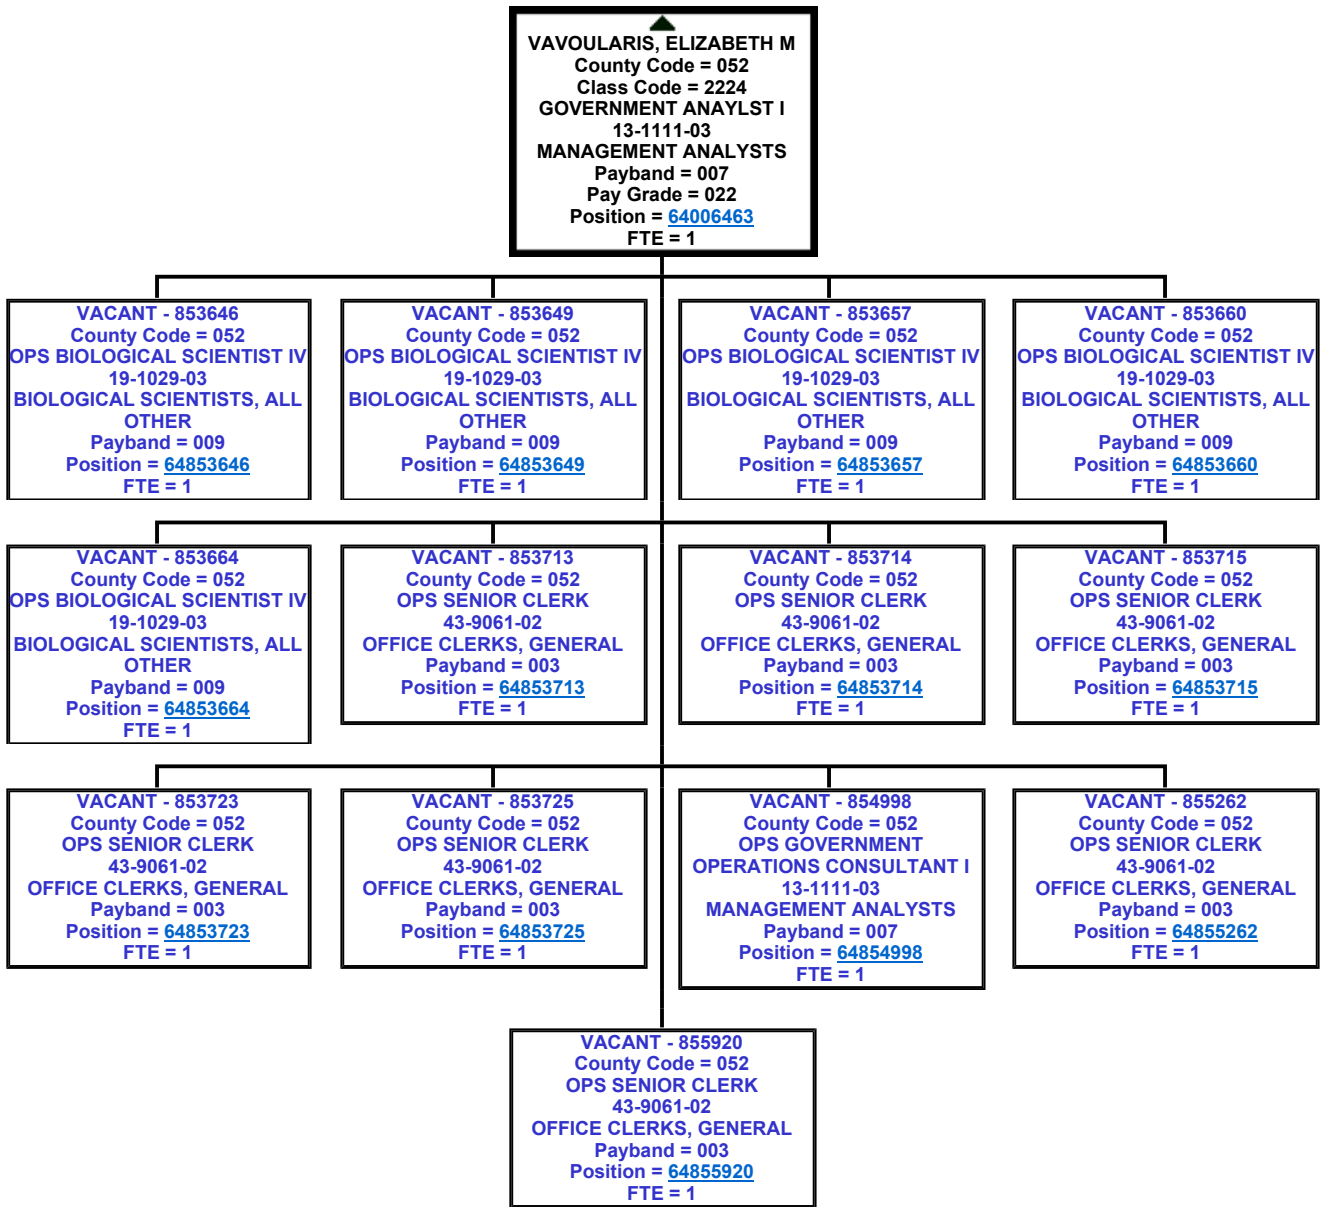 VAVOULARIS, ELIZABETH M
County Code = 052
Class Code = 2224
GOVERNMENT ANAYLST I
13-1111-03
MANAGEMENT ANALYSTS
Payband = 007
Pay Grade = 022
Position = 64006463
FTE = 1
VACANT - 853646
County Code = 052
OPS BIOLOGICAL SCIENTIST IV
19-1029-03
BIOLOGICAL SCIENTISTS, ALL
OTHER
Payband = 009
Position = 64853646
FTE = 1
VACANT - 853649
County Code = 052
OPS BIOLOGICAL SCIENTIST IV
19-1029-03
BIOLOGICAL SCIENTISTS, ALL
OTHER
Payband = 009
Position = 64853649
FTE = 1
VACANT - 853657
County Code = 052
OPS BIOLOGICAL SCIENTIST IV
19-1029-03
BIOLOGICAL SCIENTISTS, ALL
OTHER
Payband = 009
Position = 64853657
FTE = 1
VACANT - 853660
County Code = 052
OPS BIOLOGICAL SCIENTIST IV
19-1029-03
BIOLOGICAL SCIENTISTS, ALL
OTHER
Payband = 009
Position = 64853660
FTE = 1
VACANT - 853664
County Code = 052
OPS BIOLOGICAL SCIENTIST IV
19-1029-03
BIOLOGICAL SCIENTISTS, ALL
OTHER
Payband = 009
Position = 64853664
FTE = 1
VACANT - 853713
County Code = 052
OPS SENIOR CLERK
43-9061-02
OFFICE CLERKS, GENERAL
Payband = 003
Position = 64853713
FTE = 1
VACANT - 853714
County Code = 052
OPS SENIOR CLERK
43-9061-02
OFFICE CLERKS, GENERAL
Payband = 003
Position = 64853714
FTE = 1
VACANT - 853715
County Code = 052
OPS SENIOR CLERK
43-9061-02
OFFICE CLERKS, GENERAL
Payband = 003
Position = 64853715
FTE = 1
VACANT - 853723
County Code = 052
OPS SENIOR CLERK
43-9061-02
OFFICE CLERKS, GENERAL
Payband = 003
Position = 64853723
FTE = 1
VACANT - 853725
County Code = 052
OPS SENIOR CLERK
43-9061-02
OFFICE CLERKS, GENERAL
Payband = 003
Position = 64853725
FTE = 1
VACANT - 854998
County Code = 052
OPS GOVERNMENT
OPERATIONS CONSULTANT I
13-1111-03
MANAGEMENT ANALYSTS
Payband = 007
Position = 64854998
FTE = 1
VACANT - 855262
County Code = 052
OPS SENIOR CLERK
43-9061-02
OFFICE CLERKS, GENERAL
Payband = 003
Position = 64855262
FTE = 1
VACANT - 855920
County Code = 052
OPS SENIOR CLERK
43-9061-02
OFFICE CLERKS, GENERAL
Payband = 003
Position = 64855920
FTE = 1